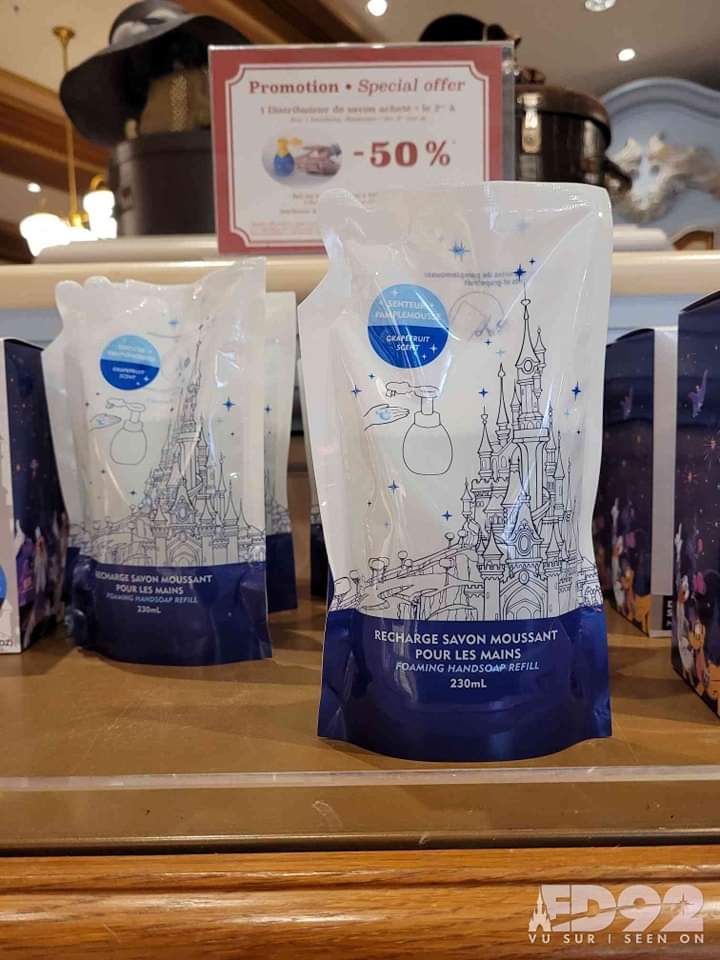 Promotion • Special offer
1 Distributeur de savon acheté = le 2ème à
-50%
SENTEUR
PAMPLEMOUSSE
GRAPEFRUIT
SCENT
RECHARGE SAVON MOUSSANT
POUR LES MAINS
FOAMING HANDSOAP REFILL
230mL
GRAPEFRUIT
SCENT
RECHARGE SAVON MOUSSANT
POUR LES MAINS
FOAMING HANDSOAP REFILL
230mL
ED92
VU SUR | SEEN ON